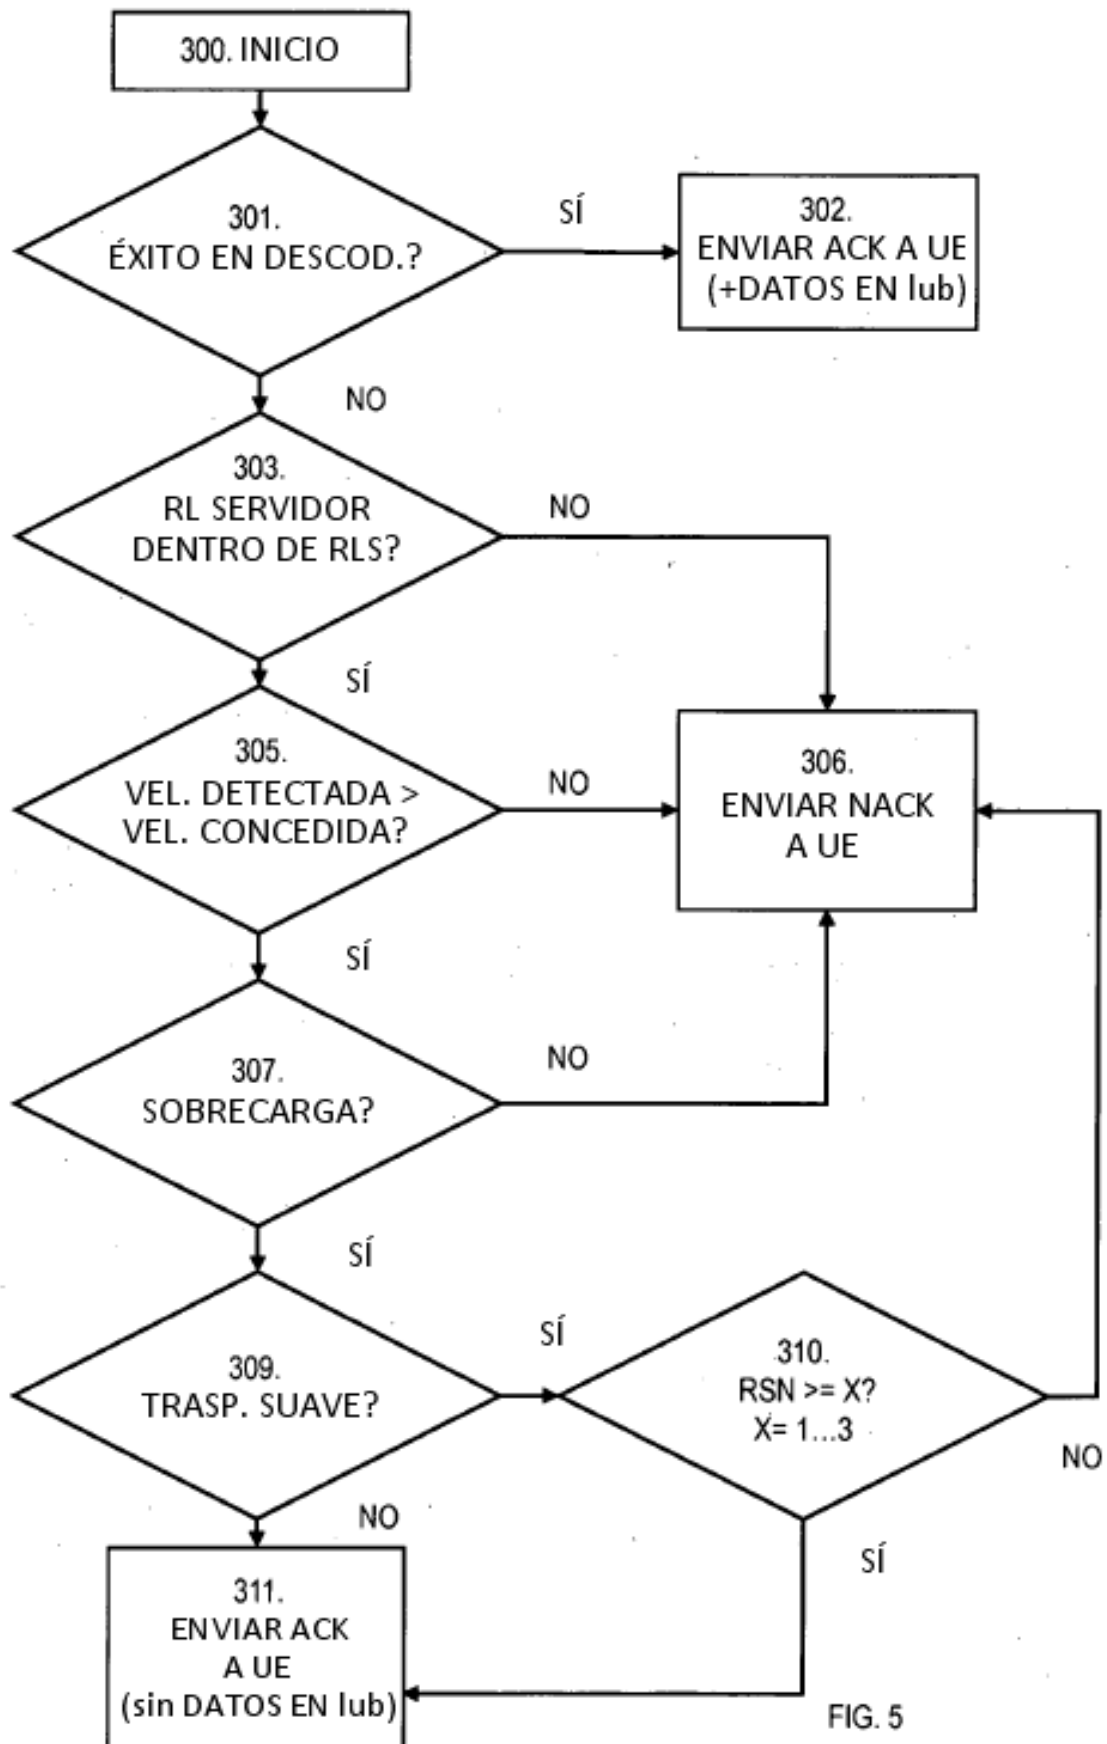 300. INICIO
301.
ÉXITO EN DESCOD.?
SÍ
302.
ENVIAR ACK A UE
(+DATOS EN lub)
NO
303.
RL SERVIDOR
DENTRO DE RLS?
NO
SÍ
305.
VEL. DETECTADA >
VEL. CONCEDIDA?
NO
306.
ENVIAR NACK
A UE
SÍ
307.
SOBRECARGA?
NO
SÍ
309.
TRASP. SUAVE?
SÍ
310.
RSN >= X?
X= 1...3
NO
NO
SÍ
311.
ENVIAR ACK
A UE
(sin DATOS EN lub)
FIG. 5